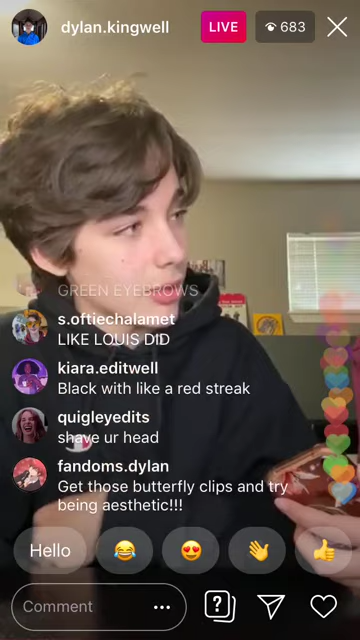 dylan.kingwell
LIVE
683
GREEN EYEBROWS
s.oftiechalamet
LIKE LOUIS DID
kiara.editwell
Black with like a red streak
quigleyedits
shave ur head
fandoms.dylan
Get those butterfly clips and try
being aesthetic!!!
Hello
Comment